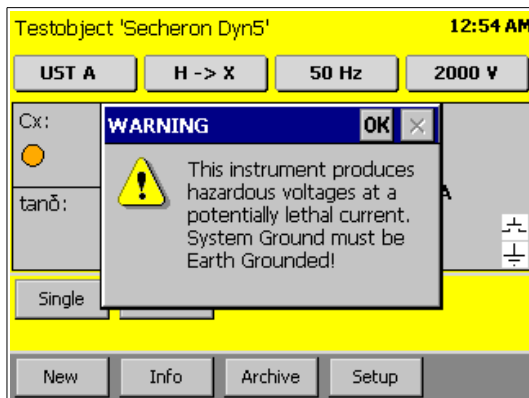 Testobject 'Secheron Dyn5' 12:54 AM
UST A H -> X 50 Hz 2000 V
Cx:
WARNING OK
This instrument produces
hazardous voltages at a
potentially lethal current.
System Ground must be
Earth Grounded!
A
tanδ:
Single
New Info Archive Setup